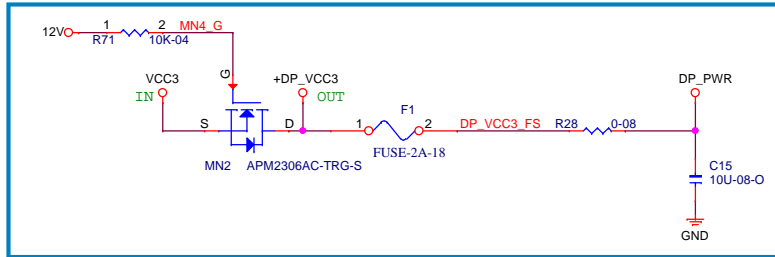 1 2 MN4_G
12V
R71 10K-04
G
VCC3 +DP_VCC3 DP_PWR
IN OUT
F1
S D 1 2 DP_VCC3_FS R28 0-08
FUSE-2A-18
MN2 APM2306AC-TRG-S
C15
10U-08-O
GND